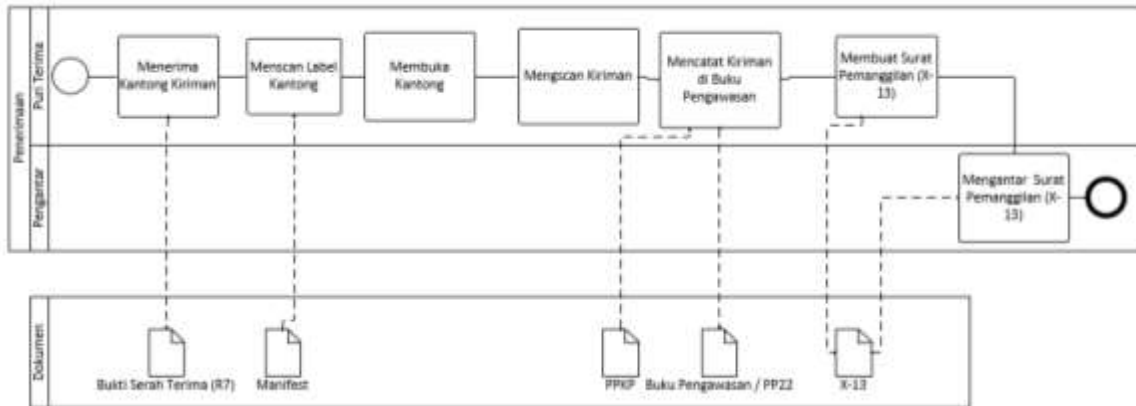 Penerimaan
Puri Terima
Menerima
Kantong Kiriman
Menscan Label
Kantong
Membuka
Kantong
Mengscan Kiriman
Mencatat Kiriman
di Buku
Pengawasan
Membuat Surat
Pemanggilan (X-
13)
Pengantar
Mengantar Surat
Pemanggilan (X-
13)
Dokumen
Bukti Serah Terima (R7)
Manifest
PPKP
Buku Pengawasan / PP22
X-13